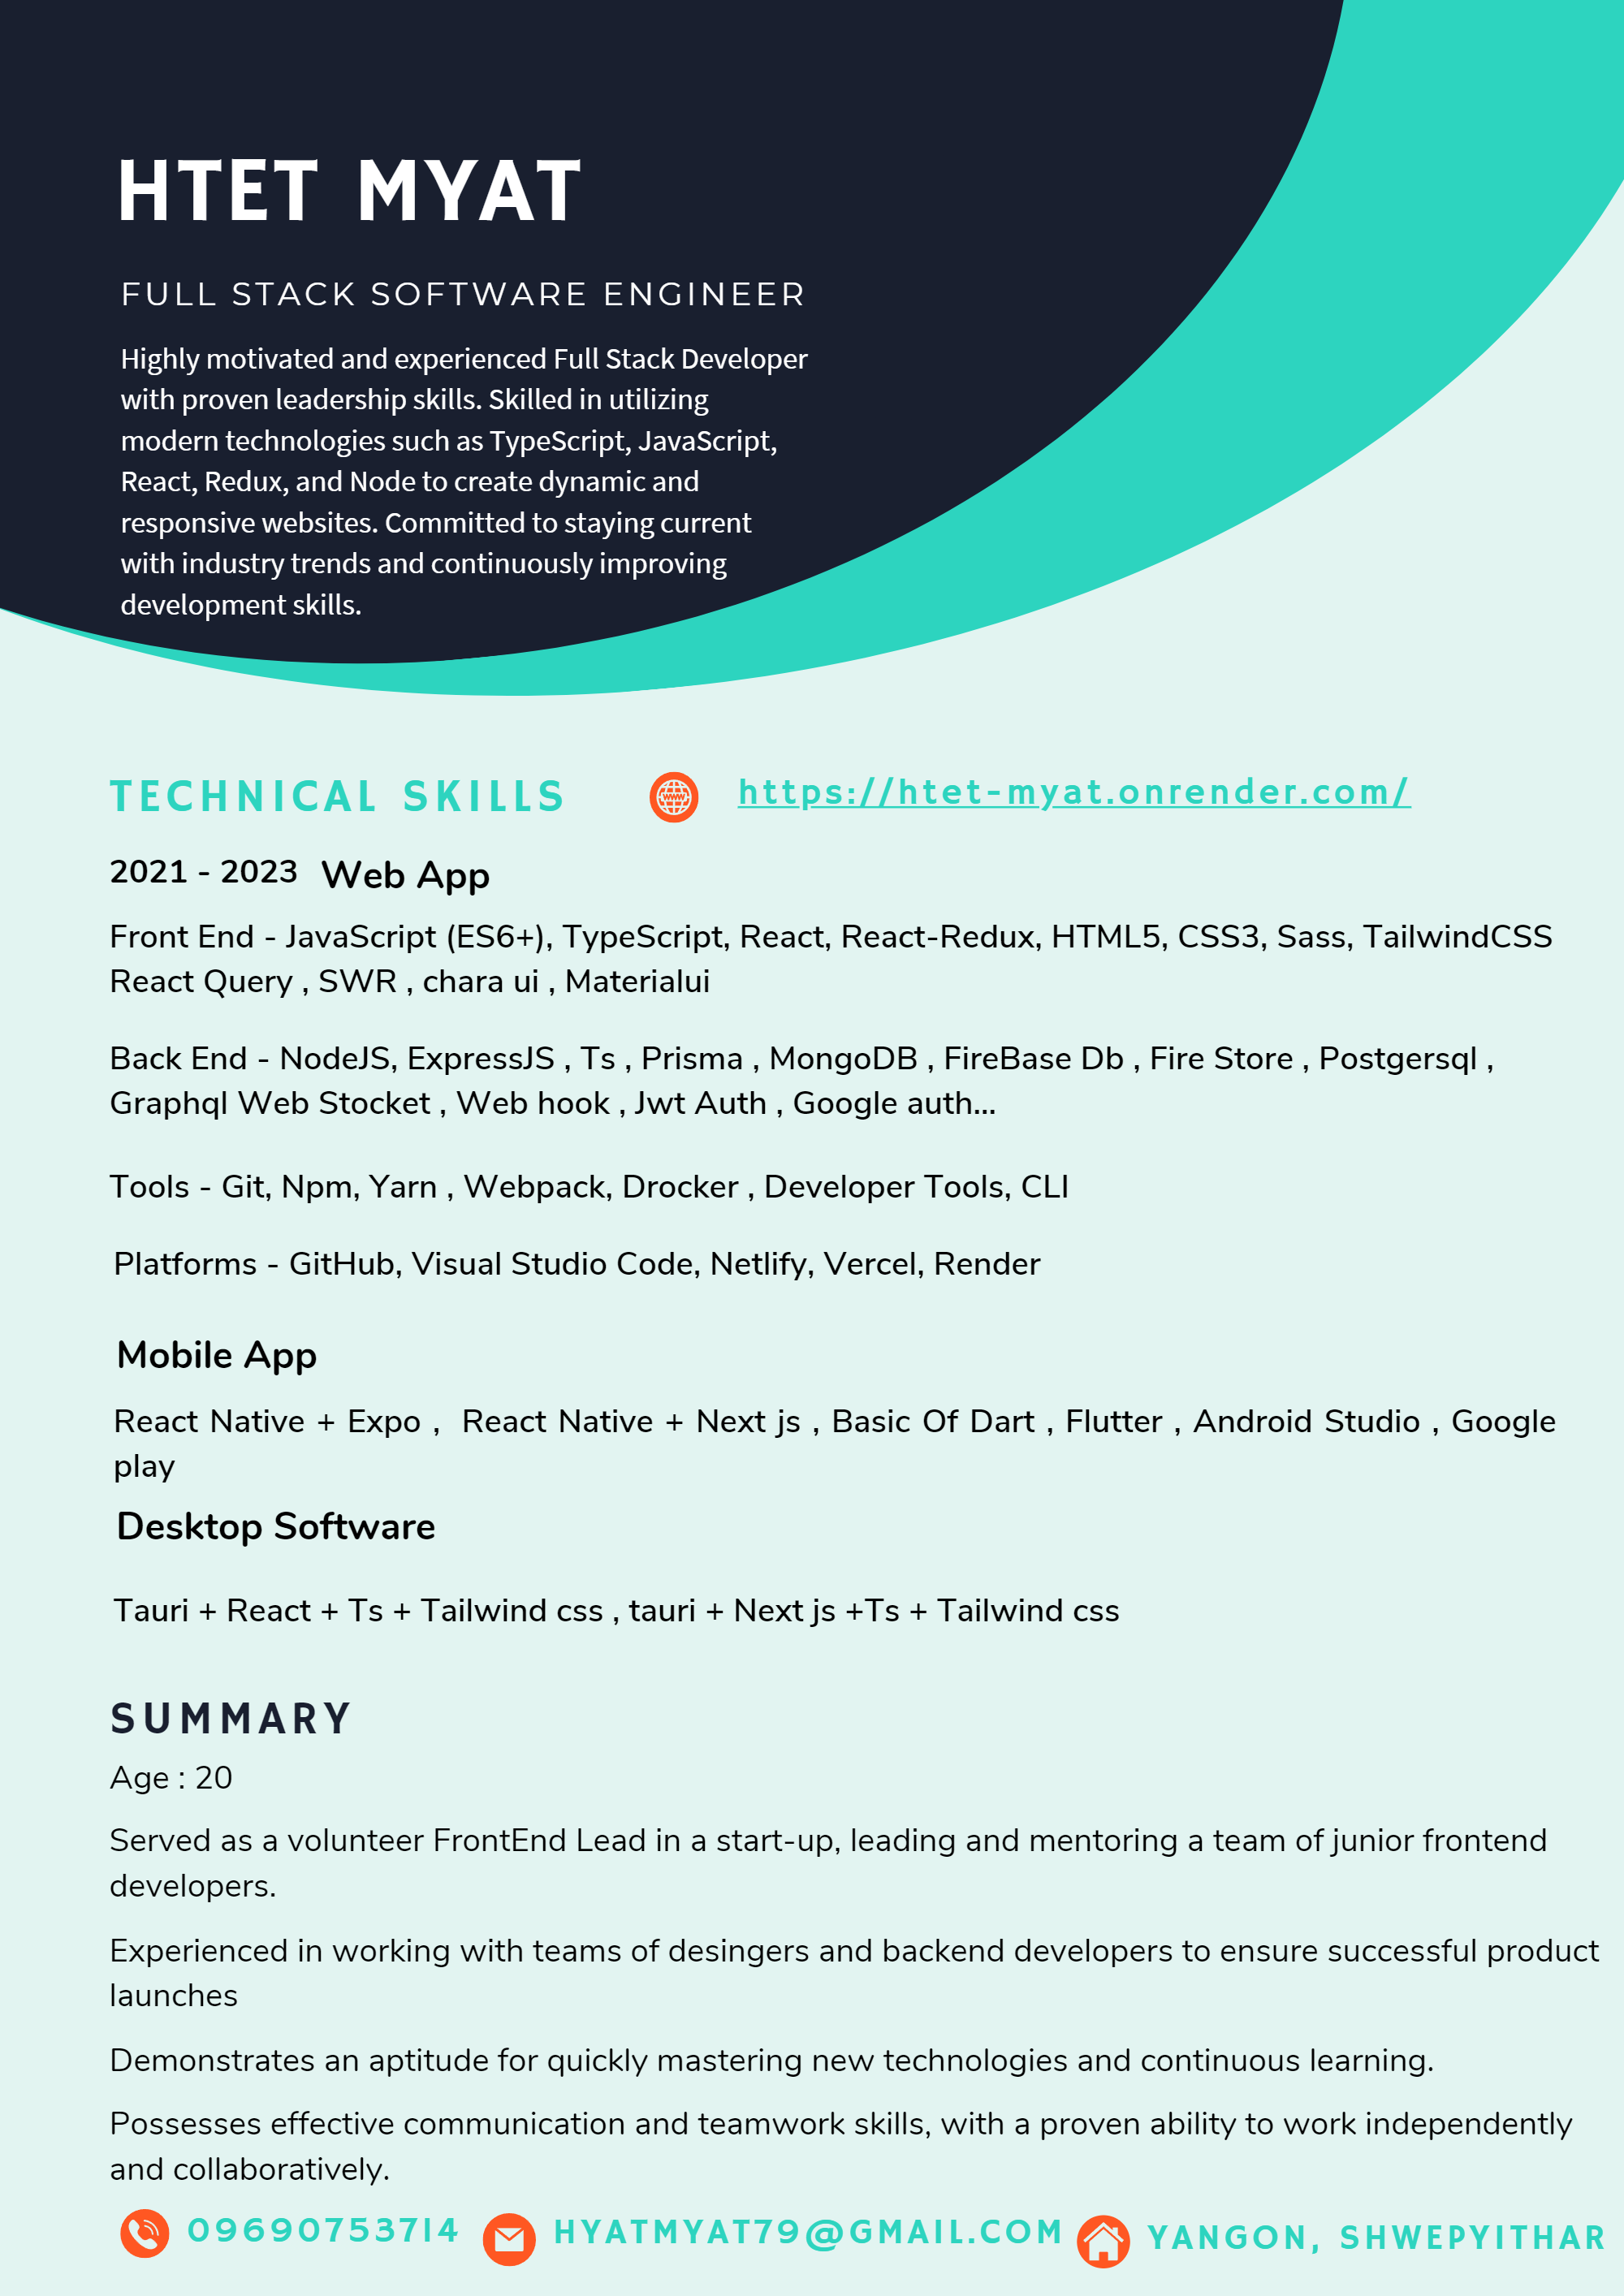 HTET MYAT
FULL STACK SOFTWARE ENGINEER
Highly motivated and experienced Full Stack Developer
with proven leadership skills. Skilled in utilizing
modern technologies such as TypeScript, JavaScript,
React, Redux, and Node to create dynamic and
responsive websites. Committed to staying current
with industry trends and continuously improving
development skills.
TECHNICAL SKILLS
WWW
https://htet-myat.onrender.com/
2021 - 2023 Web App
Front End - JavaScript (ES6+), TypeScript, React, React-Redux, HTML5, CSS3, Sass, TailwindCSS
React Query , SWR , chara ui , Materialui
Back End - NodeJS, ExpressJS , Ts , Prisma , MongoDB , FireBase Db , Fire Store , Postgersql ,
Graphql Web Stocket , Web hook , Jwt Auth , Google auth...
Tools - Git, Npm, Yarn , Webpack, Drocker , Developer Tools, CLI
Platforms - GitHub, Visual Studio Code, Netlify, Vercel, Render
Mobile App
React Native + Expo , React Native + Next js , Basic Of Dart , Flutter , Android Studio , Google
play
Desktop Software
Tauri + React + Ts + Tailwind css , tauri + Next js +Ts + Tailwind css
SUMMARY
Age : 20
Served as a volunteer FrontEnd Lead in a start-up, leading and mentoring a team of junior frontend
developers.
Experienced in working with teams of desingers and backend developers to ensure successful product
launches
Demonstrates an aptitude for quickly mastering new technologies and continuous learning.
Possesses effective communication and teamwork skills, with a proven ability to work independently
and collaboratively.
09690753714
HYATMYAT79@GMAIL.COM
YANGON, SHWEPYITHAR